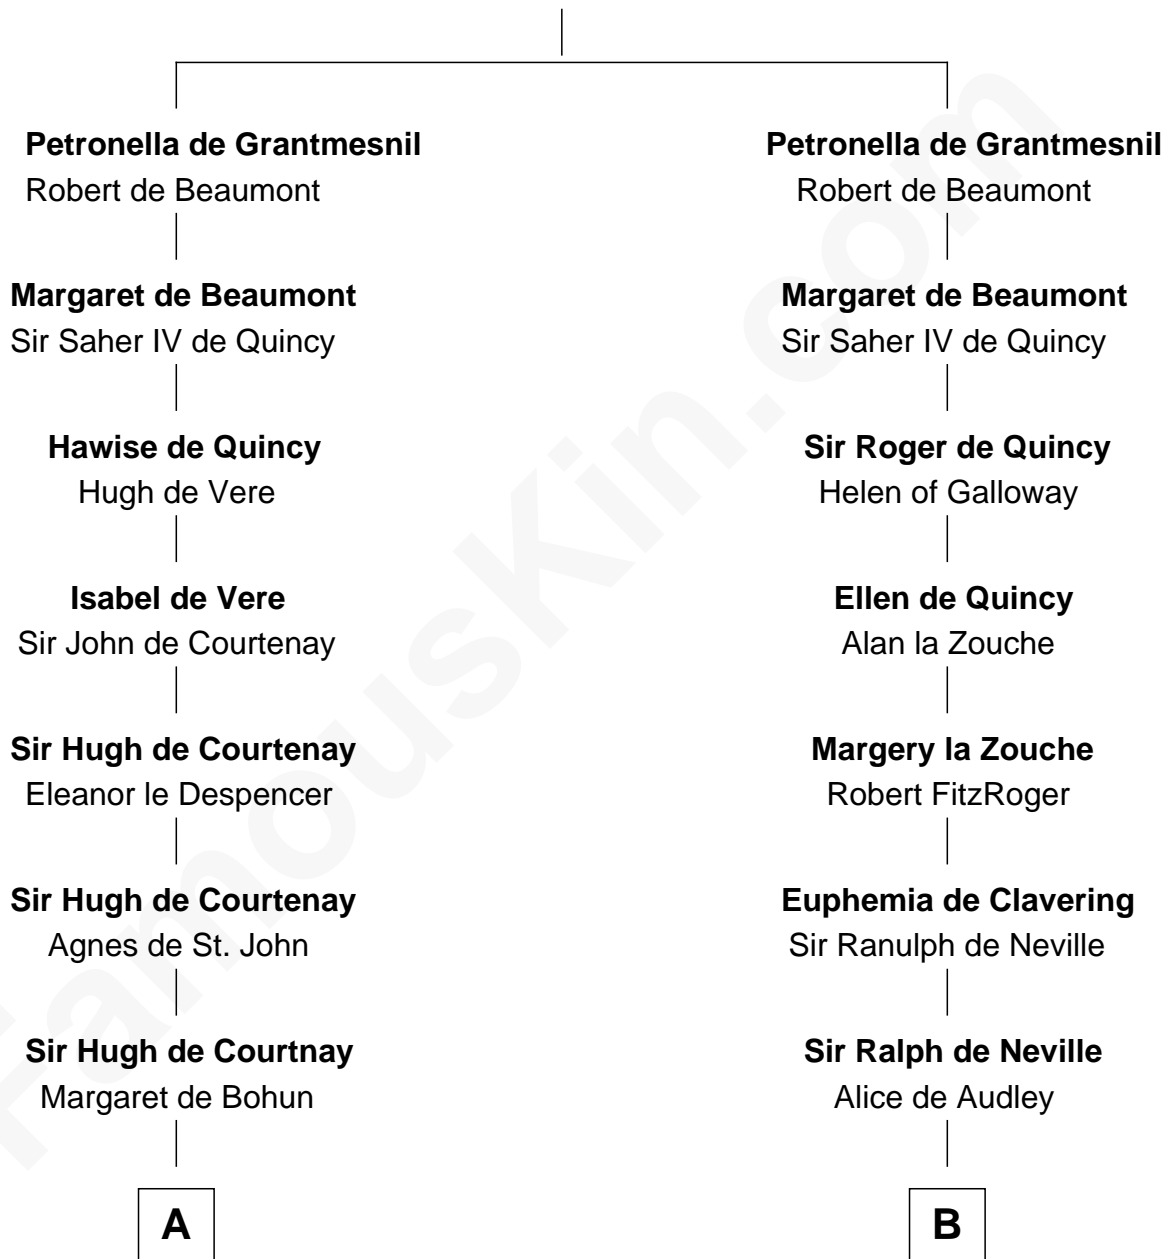 Petronella de Grantmesnil
Robert de Beaumont
Margaret de Beaumont
Sir Saher IV de Quincy
Hawise de Quincy
Hugh de Vere
Isabel de Vere
Sir John de Courtenay
Sir Hugh de Courtenay
Eleanor le Despencer
Sir Hugh de Courtenay
Agnes de St. John
Sir Hugh de Courtnay
Margaret de Bohun
A
Petronella de Grantmesnil
Robert de Beaumont
Margaret de Beaumont
Sir Saher IV de Quincy
Sir Roger de Quincy
Helen of Galloway
Ellen de Quincy
Alan la Zouche
Margery la Zouche
Robert FitzRoger
Euphemia de Clavering
Sir Ranulph de Neville
Sir Ralph de Neville
Alice de Audley
B
FamousKin.com